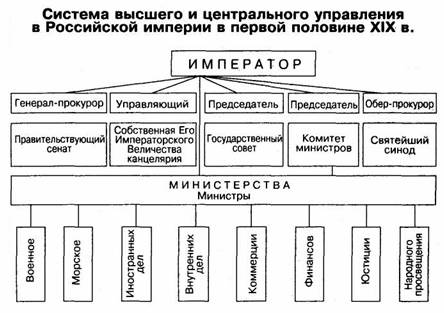 Система высшего и центрального управления
в Российской империи в первой половине XIX в.
ИМПЕРАТОР
Генерал-прокурор
Управляющий
Председатель
Председатель
Обер-прокурор
Правительствующий
сенат
Собственная Его
Императорского
Величества
канцелярия
Государственный
совет
Комитет
министров
Святейший
синод
МИНИСТЕРСТВА
Министры
Военное
Морское
Иностранных
дел
Внутренних
дел
Коммерции
Финансов
Юстиции
Народного
просвещения